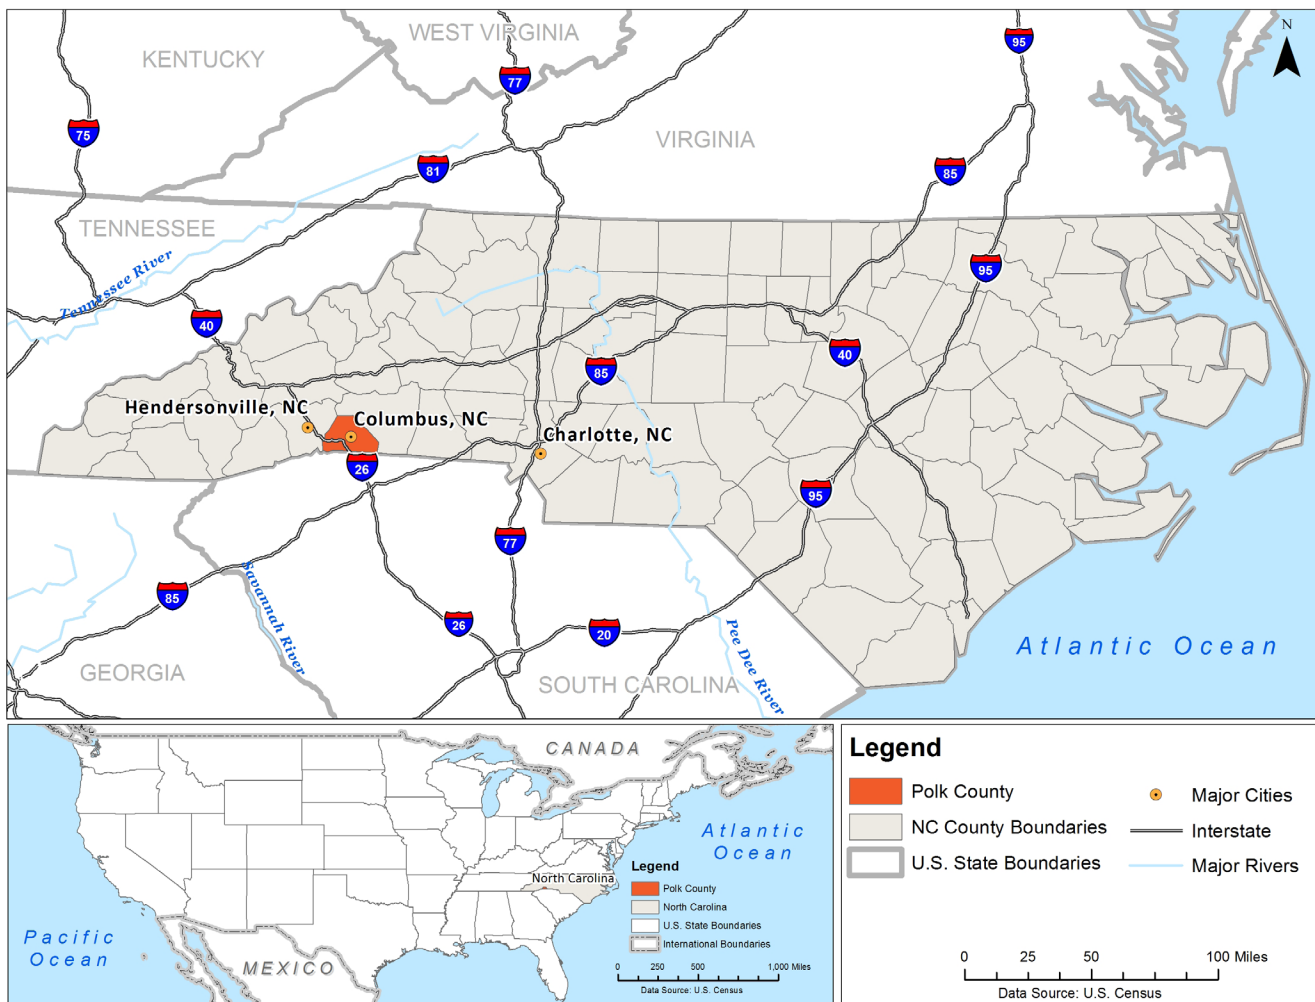 WEST VIRGINIA
KENTUCKY
VIRGINIA
TENNESSEE
Tennessee River
N
95
77
75
81
85
95
40
85
40
Hendersonville, NC
Columbus, NC
Charlotte, NC
26
95
77
85
26
20
Savannah River
Pee Dee River
GEORGIA
SOUTH CAROLINA
Atlantic Ocean
CANADA
Atlantic
Ocean
North Carolina
Pacific
Ocean
MEXICO
Legend
Polk County
North Carolina
U.S. State Boundaries
International Boundaries
0 250 500 1,000 Miles
Data Source: U.S. Census
Legend
Polk County
NC County Boundaries
U.S. State Boundaries
Major Cities
Interstate
Major Rivers
0 25 50 100 Miles
Data Source: U.S. Census